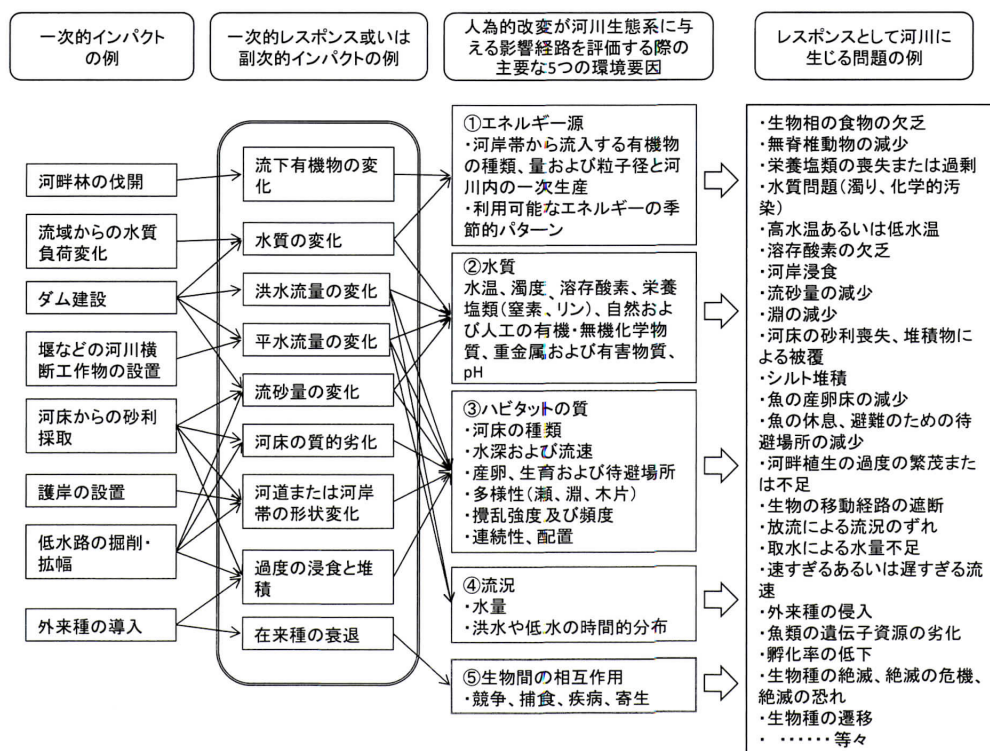 一次的インパクト
の例
一次的レスポンス或いは
副次的インパクトの例
人為的改変が河川生態系に与
える影響経路を評価する際の
主要な5つの環境要因
レスポンスとして河川に
生じる問題の例
河畔林の伐開
流域からの水質
負荷変化
ダム建設
堰などの河川横
断工作物の設置
河床からの砂利
採取
護岸の設置
低水路の掘削・
拡幅
外来種の導入
流下有機物の変
化
水質の変化
洪水流量の変化
平水流量の変化
流砂量の変化
河床の質的劣化
河道または河岸
帯の形状変化
過度の浸食と堆
積
在来種の衰退
①エネルギー源
・河岸帯から流入する有機物
の種類、量および粒子径と河
川内の一次生産
・利用可能なエネルギーの季
節的パターン
②水質
水温、濁度、溶存酸素、栄養
塩類(窒素、リン)、自然およ
び人工の有機・無機化学物
質、重金属および有害物質、
pH
③ハビタットの質
・河床の種類
・水深および流速
・産卵、生育および待避場所
・多様性(瀬、淵、木片)
・攪乱強度及び頻度
・連続性、配置
④流況
・水量
・洪水や低水の時間的分布
⑤生物間の相互作用
・競争、捕食、疾病、寄生
・生物相の食物の欠乏
・無脊椎動物の減少
・栄養塩類の喪失または過剰
・水質問題(濁り、化学的汚
染)
・高水温あるいは低水温
・溶存酸素の欠乏
・河岸浸食
・流砂量の減少
・淵の減少
・河床の砂利喪失、堆積物に
よる被覆
・シルト堆積
・魚の産卵床の減少
・魚の休息、避難のための待
避場所の減少
・河畔植生の過度の繁茂また
は不足
・生物の移動経路の遮断
・放流による流況のずれ
・取水による水量不足
・速すぎるあるいは遅すぎる流
速
・外来種の侵入
・魚類の遺伝子資源の劣化
・孵化率の低下
・生物種の絶滅、絶滅の危機、
絶滅の恐れ
・生物種の遷移
・ ……等々